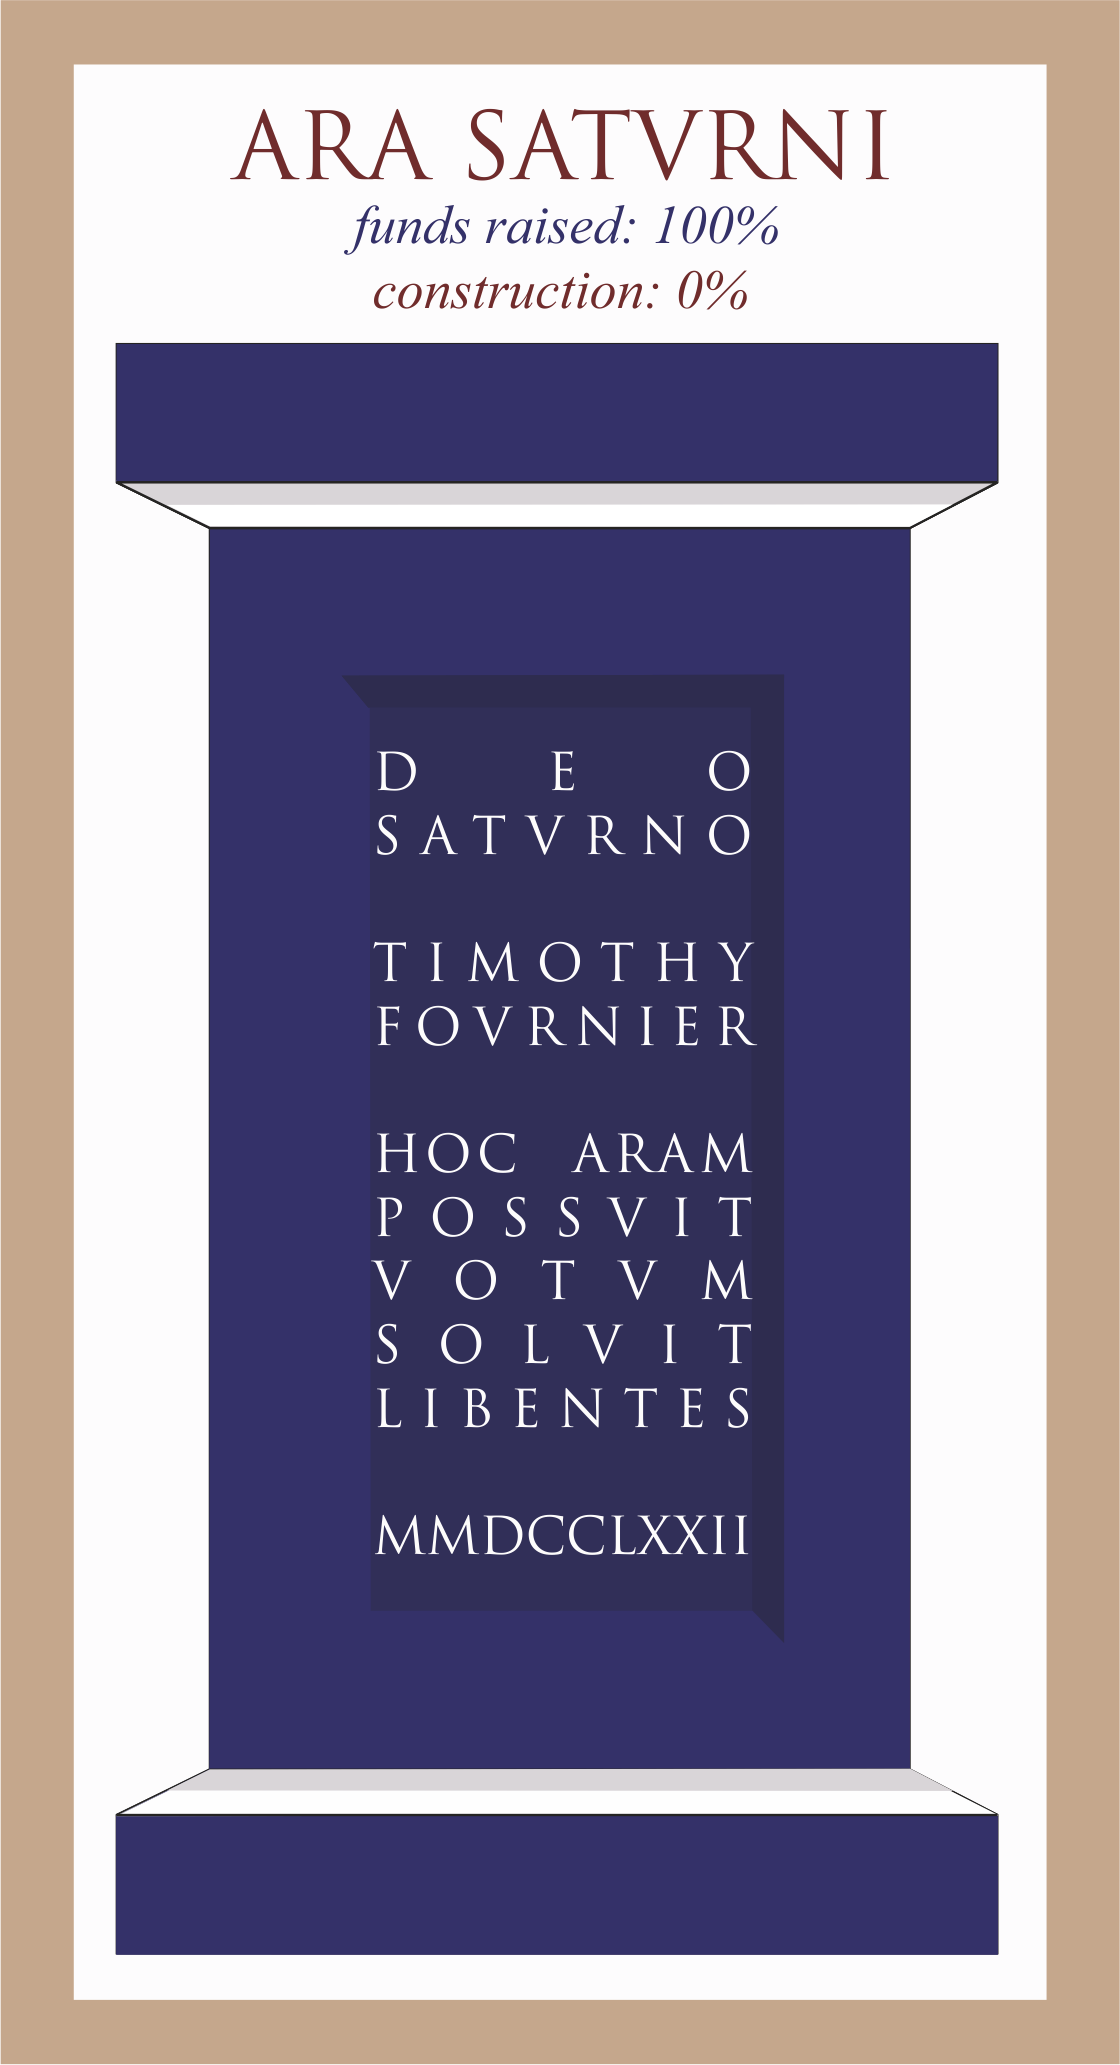 ARA SATVRNI
funds raised: 100%
construction: 0%
DEO
SATVRNO
TIMOTHY
FOVRNIER
HOC ARAM
POSSVIT
VOTVM
SOLVIT
LIBENTES
MMDCCLXXII